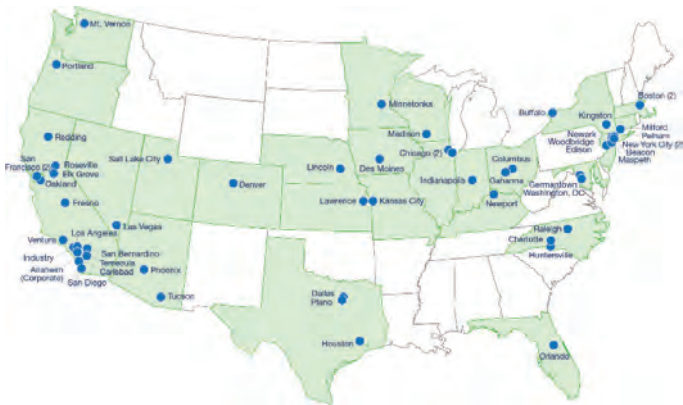 Mt. Vernon
Portland
Redding
San
Francisco (2)
Roseville
Elk Grove
Oakland
Fresno
Ventura
Los Angeles
Industry
Anaheim
(Corporate)
San Diego
San Bernardino
Temecula
Carlsbad
Las Vegas
Salt Lake City
Phoenix
Tucson
Denver
Lincoln
Lawrence
Kansas City
Dallas
Plano
Houston
Minnetonka
Des Moines
Madison
Chicago (2)
Indianapolis
Columbus
Gahanna
Newport
Buffalo
Kingston
Boston (2)
Newark
Woodbridge
Edison
Milford
Pelham
New York City (2)
Beacon
Maspeth
Germantown
Washington, DC
Raleigh
Charlotte
Huntersville
Orlando